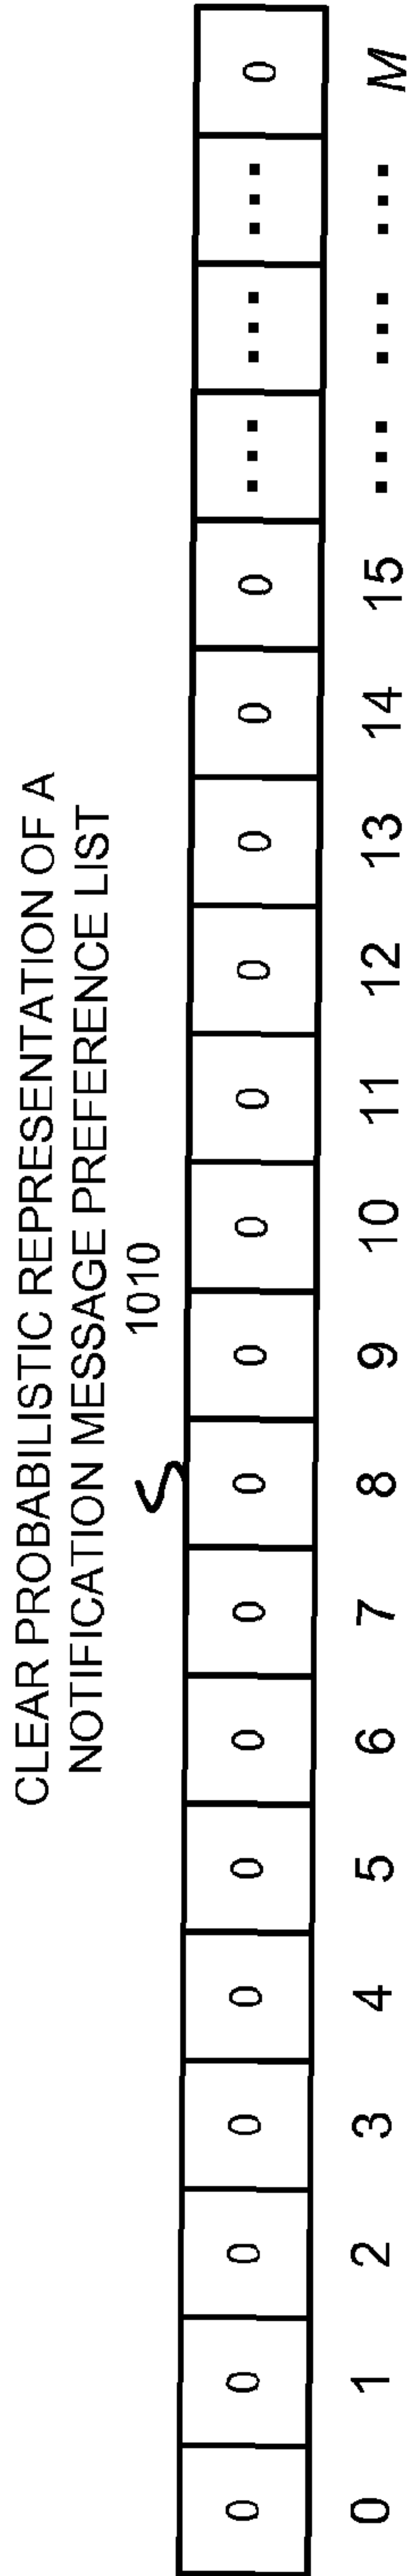 CLEAR PROBABILISTIC REPRESENTATION OF A
NOTIFICATION MESSAGE PREFERENCE LIST
1010
0 0 0 0 0 0 0 0 0 0 0 0 0 0 0 0 ... ... ... 0
0 1 2 3 4 5 6 7 8 9 10 11 12 13 14 15 ... ... ... M